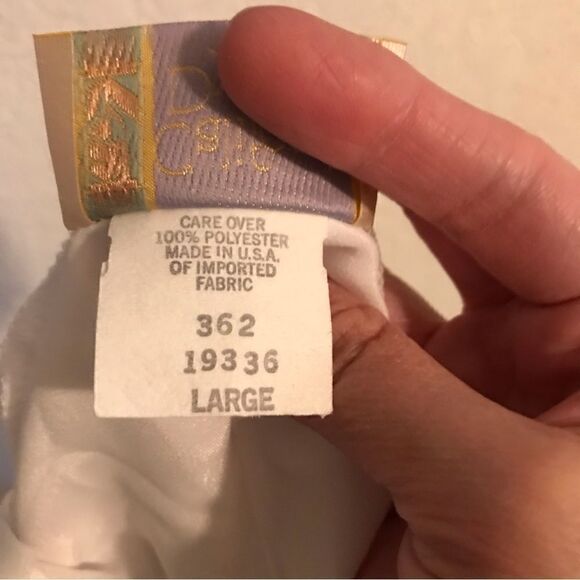 CARE OVER
100% POLYESTER
MADE IN U.S.A.
OF IMPORTED
FABRIC
362
19336
LARGE